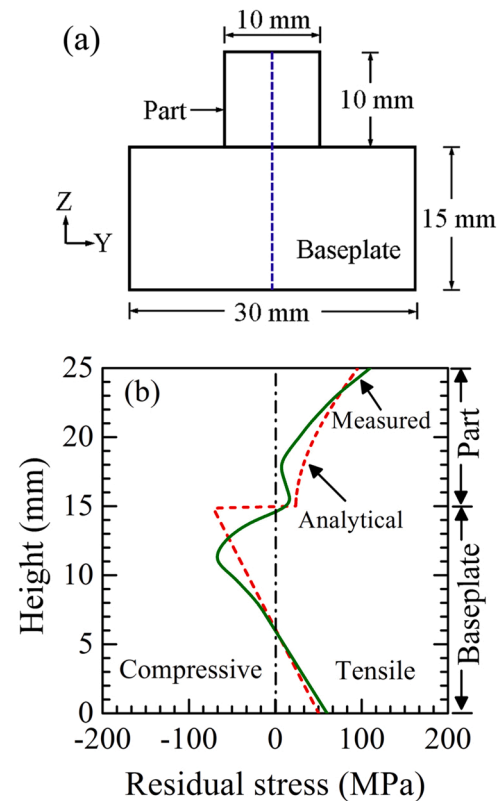 (a)
10 mm
Part
10 mm
Z
Y
Baseplate
15 mm
30 mm
(b)
25
20
15
10
5
0
Height (mm)
Measured
Analytical
Compressive
Tensile
Part
Baseplate
-200
-100
0
100
200
Residual stress (MPa)